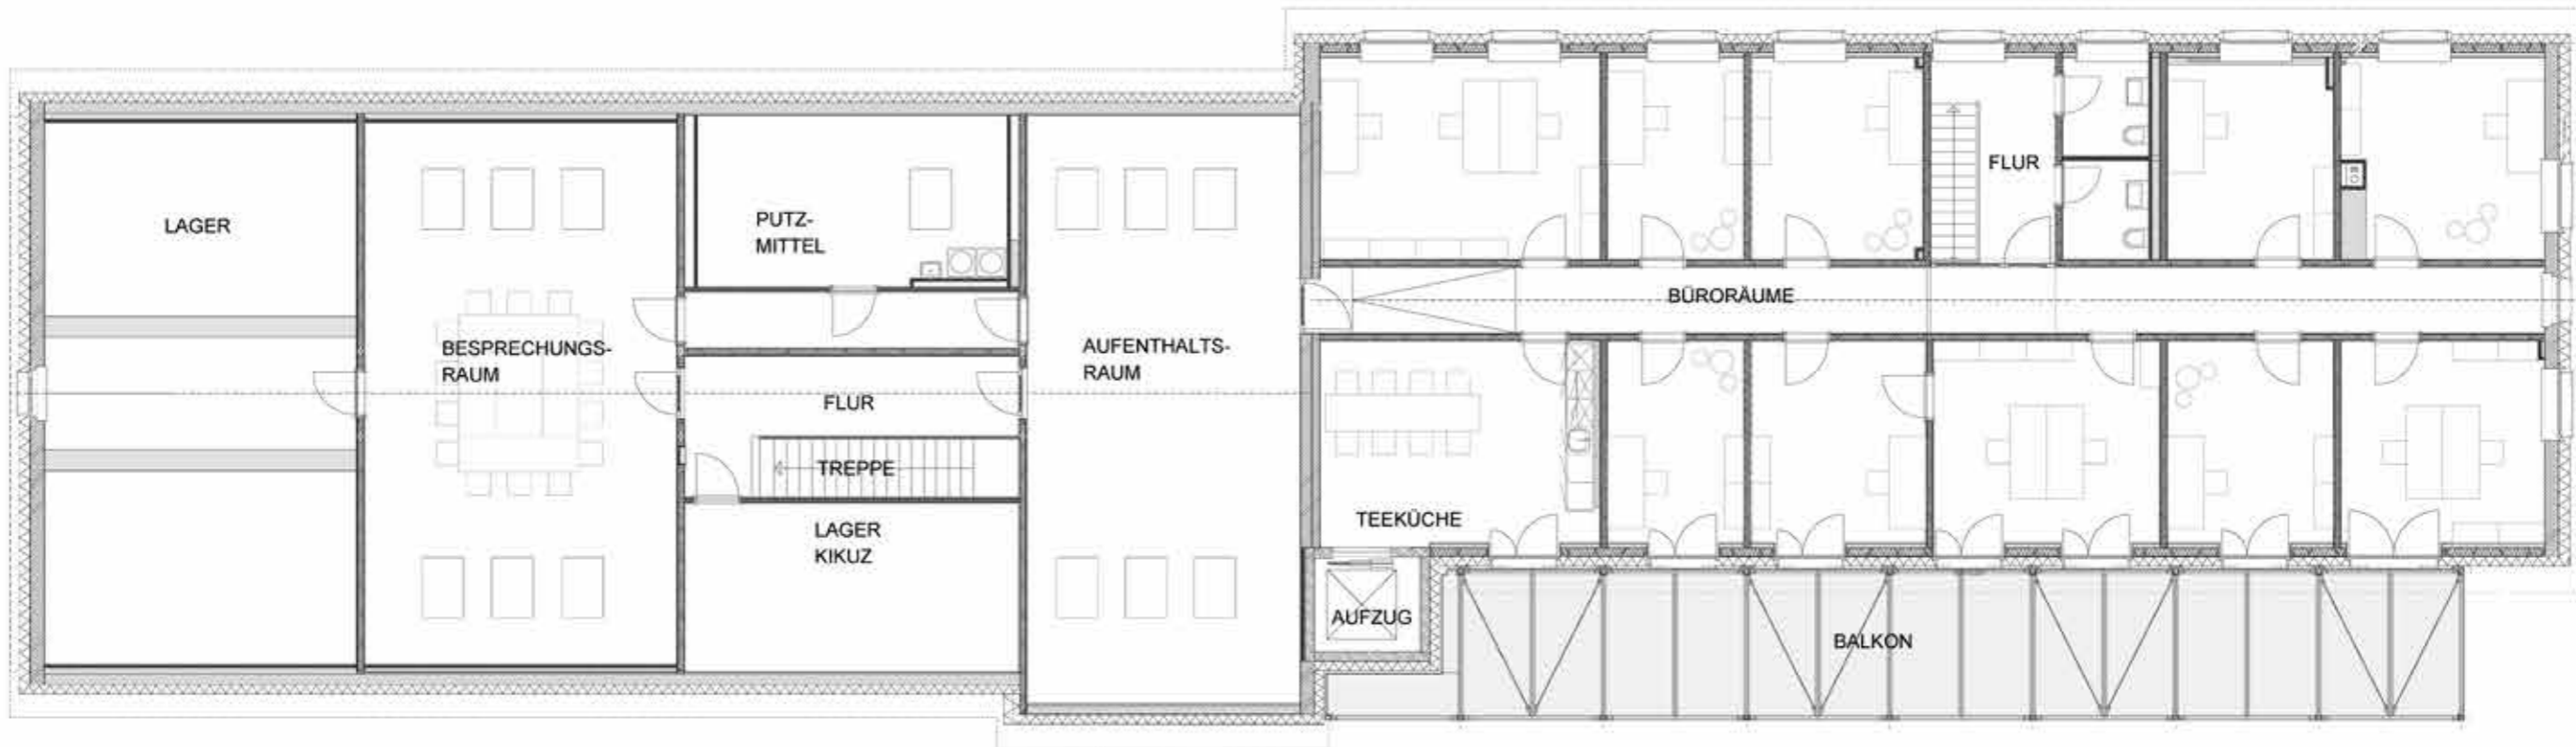 LAGER
BESPRECHUNGS-
RAUM
PUTZ-
MITTEL
FLUR
TREPPE
LAGER
KIKUZ
AUFENTHALTS-
RAUM
FLUR
BÜRORÄUME
TEEKÜCHE
AUFZUG
BALKON